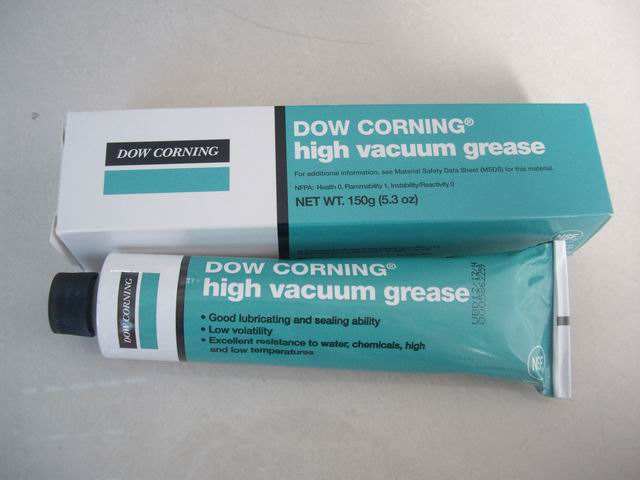 DOW CORNING
DOW CORNING®
high vacuum grease
For additional information, see Material Safety Data Sheet (MSDS) for this material.
NFPA: Health 0, Flammability 1, Instability/Reactivity 0
NET WT. 150g (5.3 oz)
NSF
DOW CORNING
DOW CORNING®
high vacuum grease
• Good lubricating and sealing ability
• Low volatility
• Excellent resistance to water, chemicals, high
and low temperatures
NSF